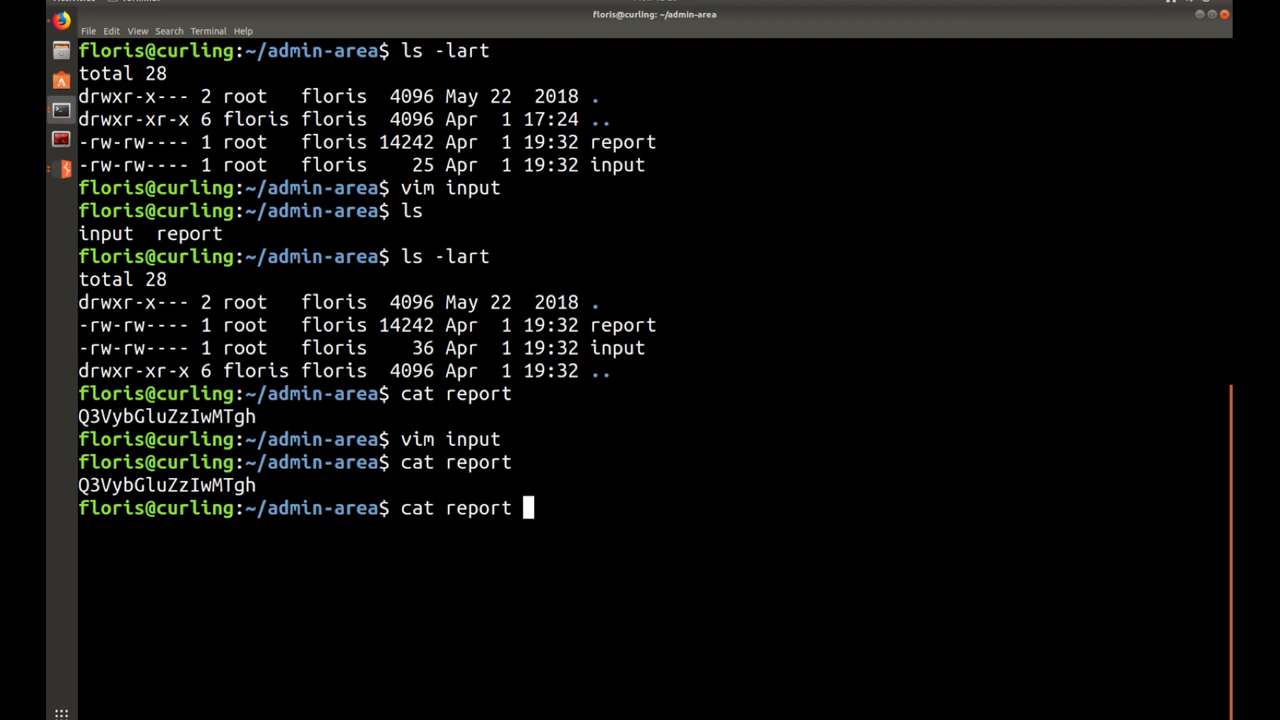 floris@curling: ~/admin-area
File Edit View Search Terminal Help
floris@curling:~/admin-area$ ls -lart
total 28
drwxr-x--- 2 root   floris  4096 May 22  2018 .
drwxr-xr-x 6 floris floris  4096 Apr  1 17:24 ..
-rw-rw---- 1 root   floris 14242 Apr  1 19:32 report
-rw-rw---- 1 root   floris    25 Apr  1 19:32 input
floris@curling:~/admin-area$ vim input
floris@curling:~/admin-area$ ls
input  report
floris@curling:~/admin-area$ ls -lart
total 28
drwxr-x--- 2 root   floris  4096 May 22  2018 .
-rw-rw---- 1 root   floris 14242 Apr  1 19:32 report
-rw-rw---- 1 root   floris    36 Apr  1 19:32 input
drwxr-xr-x 6 floris floris  4096 Apr  1 19:32 ..
floris@curling:~/admin-area$ cat report
Q3VybGluZzIwMTgh
floris@curling:~/admin-area$ vim input
floris@curling:~/admin-area$ cat report
Q3VybGluZzIwMTgh
floris@curling:~/admin-area$ cat report